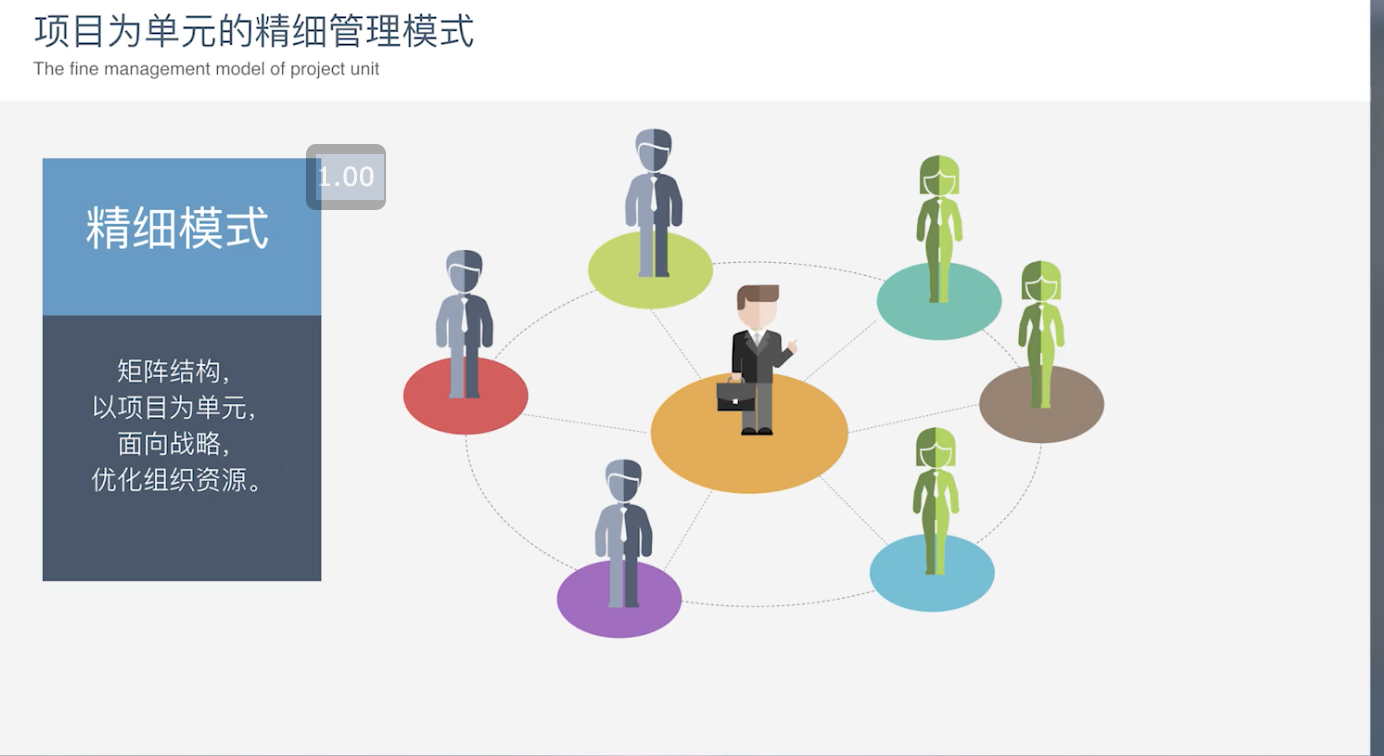 项目为单元的精细管理模式
The fine management model of project unit
1.00
精细模式
矩阵结构，
以项目为单元，
面向战略，
优化组织资源。